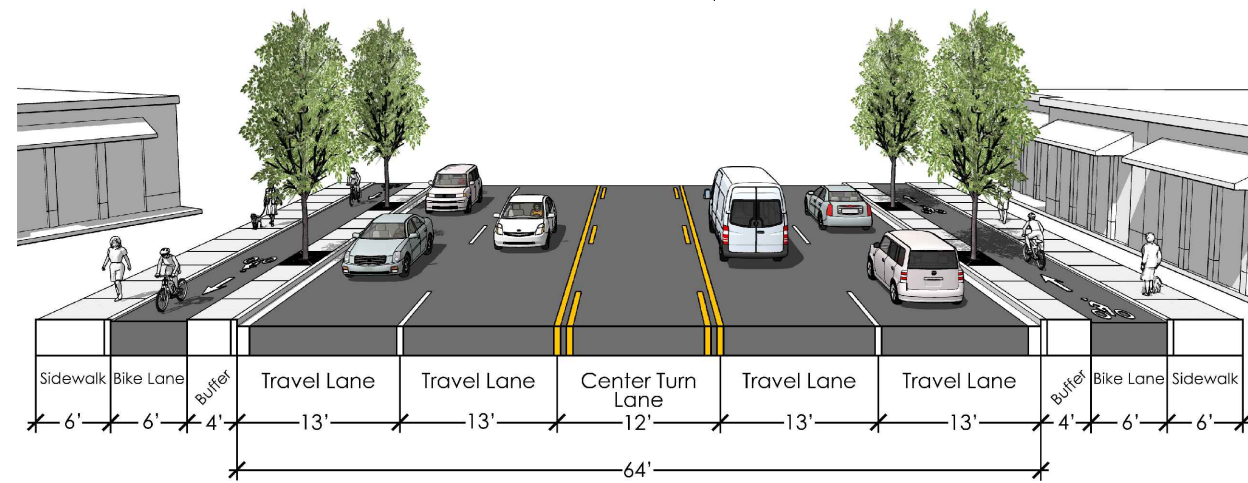 Sidewalk Bike Lane Buffer Travel Lane Travel Lane Center Turn Lane Travel Lane Travel Lane Buffer Bike Lane Sidewalk
6' 6' 4' 13' 13' 12' 13' 13' 4' 6' 6'
64'